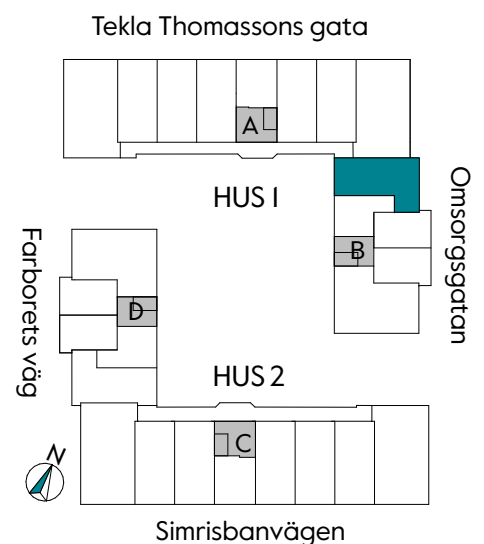 Tekla Thomassons gata
A
HUS 1
Omsorgsgatan
B
Farborets väg
D
HUS 2
C
N
Simrisbanvägen